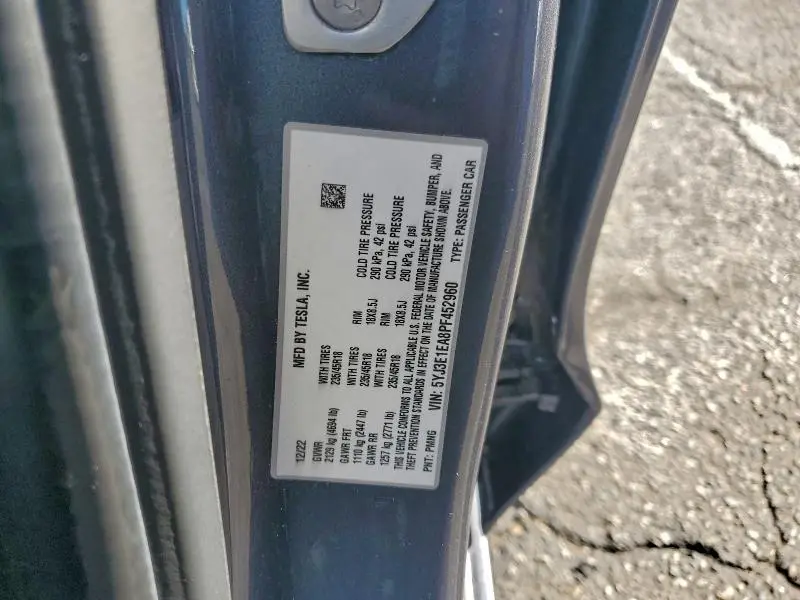 MFD BY TESLA, INC.
12/22
GVWR
2129 kg (4694 lb)
WITH TIRES
235/45R18
GAWR FRT
1110 kg (2447 lb)
WITH TIRES
235/45R18
RIM
18X8.5J
COLD TIRE PRESSURE
290 kPa, 42 psi
GAWR RR
1257 kg (2771 lb)
WITH TIRES
235/45R18
RIM
18X8.5J
COLD TIRE PRESSURE
290 kPa, 42 psi
THIS VEHICLE CONFORMS TO ALL APPLICABLE U.S. FEDERAL MOTOR VEHICLE SAFETY, BUMPER, AND
THEFT PREVENTION STANDARDS IN EFFECT ON THE DATE OF MANUFACTURE SHOWN ABOVE.
PNT: PMNG VIN: 5YJ3E1EA8PF452960 TYPE: PASSENGER CAR